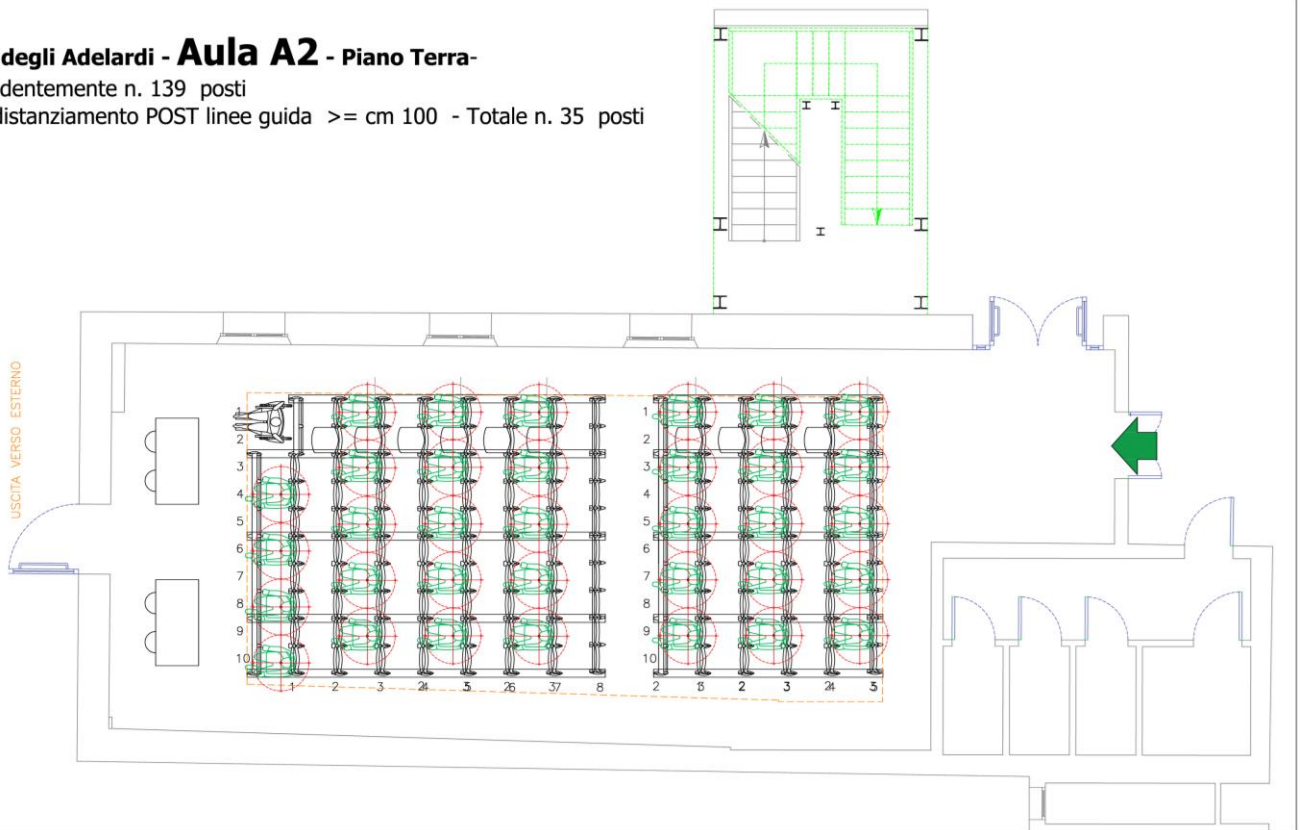 degli Adelardi - Aula A2 - Piano Terra-
dentemente n. 139 posti
distanziamento POST linee guida >= cm 100 - Totale n. 35 posti
USCITA VERSO ESTERNO
1 1
2 2
3 3
4 4
5 5
6 6
7 7
8 8
9 9
10 10
1 2 3 8 2 2 3